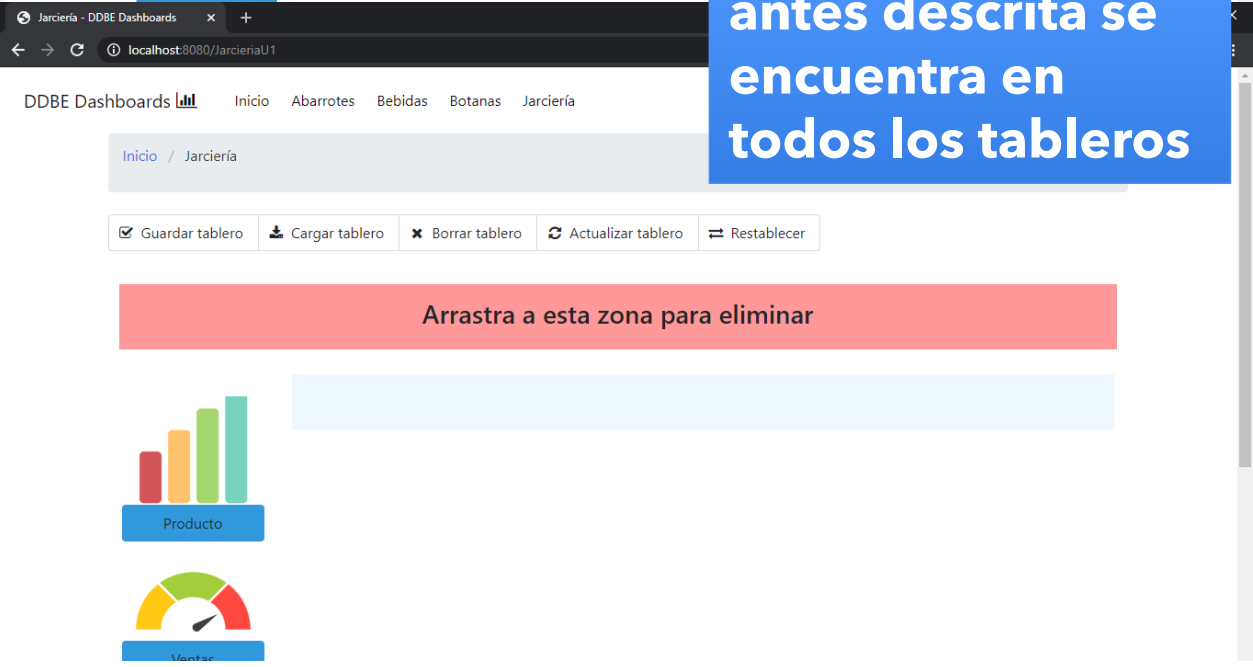 Jarciería - DDBE Dashboards
localhost:8080/JarcieriaU1
antes descrita se
encuentra en
todos los tableros
DDBE Dashboards Inicio Abarrotes Bebidas Botanas Jarciería
Inicio / Jarciería
Guardar tablero Cargar tablero Borrar tablero Actualizar tablero Restablecer
Arrastra a esta zona para eliminar
Producto
Ventas